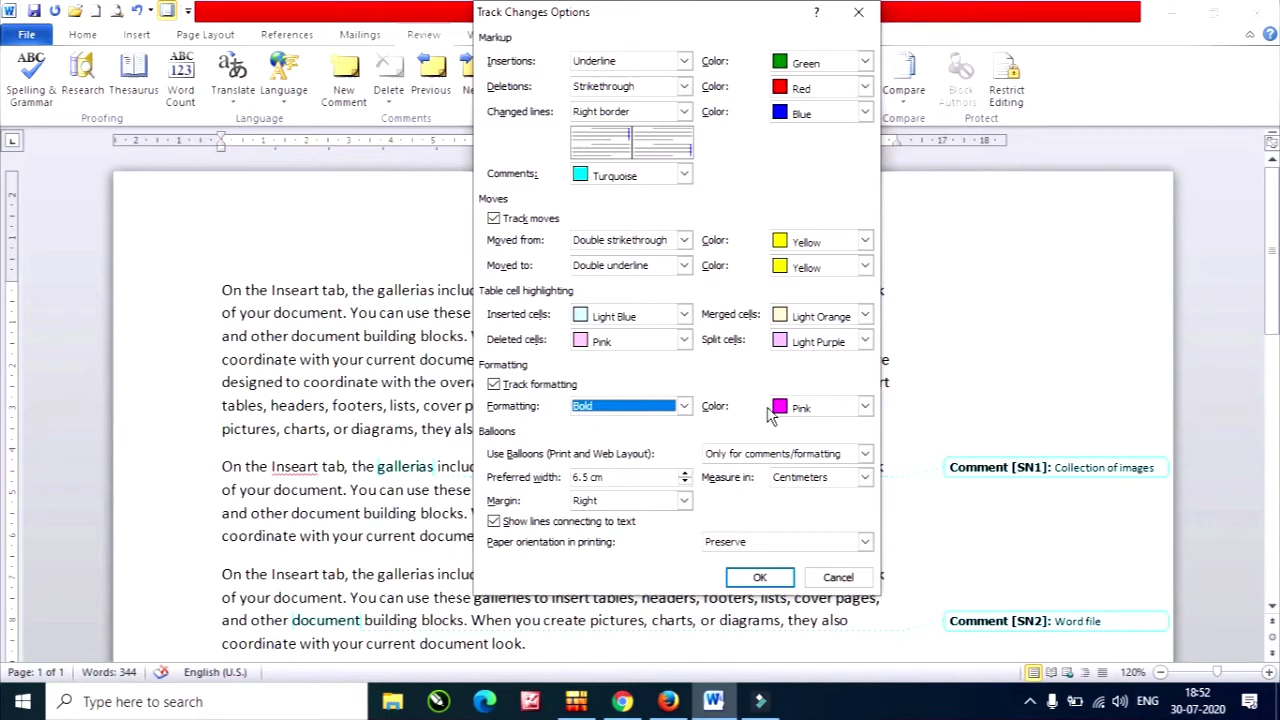 Track Changes Options
?
File
Home
Insert
Page Layout
References
Mailings
Review
Spelling & Grammar
Research
Thesaurus
ABC 123 Word Count
Translate
Language
New Comment
Delete
Previous
Compare
Block Authors
Restrict Editing
Proofing
Language
Comments
Compare
Protect
Markup
Insertions: Underline Color: Green
Deletions: Strikethrough Color: Red
Changed lines: Right border Color: Blue
Comments: Turquoise
Moves
Track moves
Moved from: Double strikethrough Color: Yellow
Moved to: Double underline Color: Yellow
Table cell highlighting
Inserted cells: Light Blue Merged cells: Light Orange
Deleted cells: Pink Split cells: Light Purple
Formatting
Track formatting
Formatting: Bold Color: Pink
Balloons
Use Balloons (Print and Web Layout): Only for comments/formatting
Preferred width: 6.5 cm Measure in: Centimeters
Margin: Right
Show lines connecting to text
Paper orientation in printing: Preserve
OK Cancel
On the Inseart tab, the gallerias
of your document. You can use these
and other document building blocks.
coordinate with your current
designed to coordinate with the
tables, headers, footers, lists, cover
pictures, charts, or diagrams, they
On the Inseart tab, the gallerias
of your document. You can use these
and other document building blocks.
coordinate with your current
Comment [SN1]: Collection of images
On the Inseart tab, the gallerias
of your document. You can use these galleries to insert tables, headers, footers, lists, cover pages,
and other document building blocks. When you create pictures, charts, or diagrams, they also
coordinate with your current document look.
Comment [SN2]: Word file
Page: 1 of 1 Words: 344 English (U.S.) 120%
Type here to search
ENG
18:52
30-07-2020